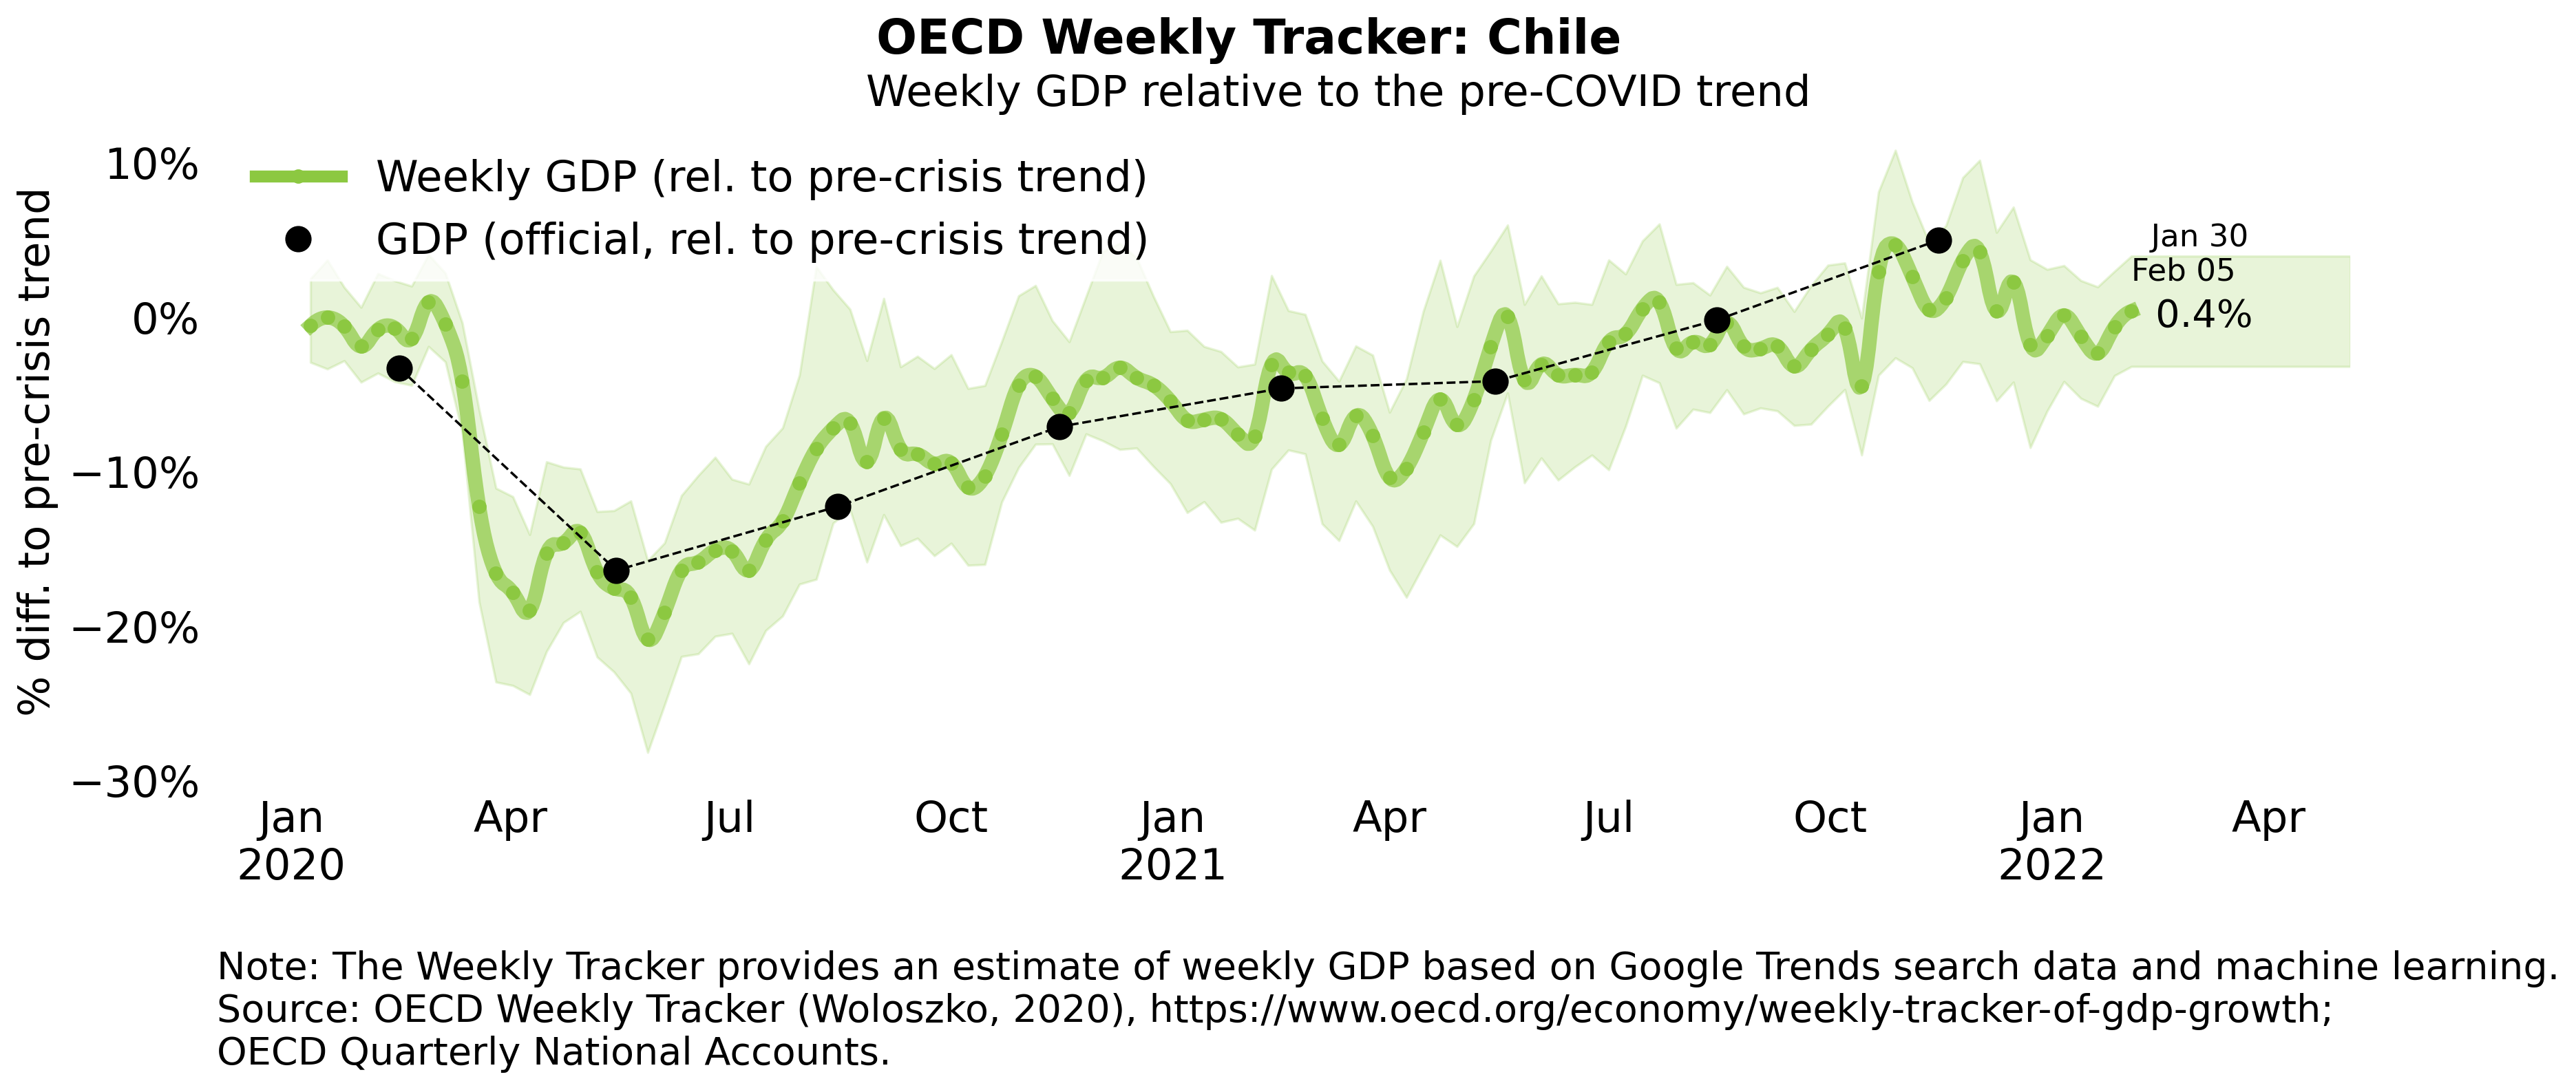 OECD Weekly Tracker: Chile
Weekly GDP relative to the pre-COVID trend
% diff. to pre-crisis trend
10%
0%
−10%
−20%
−30%
Weekly GDP (rel. to pre-crisis trend)
GDP (official, rel. to pre-crisis trend)
Jan 30
Feb 05
0.4%
Jan Apr Jul Oct Jan Apr Jul Oct Jan Apr
2020 2021 2022
Note: The Weekly Tracker provides an estimate of weekly GDP based on Google Trends search data and machine learning.
Source: OECD Weekly Tracker (Woloszko, 2020), https://www.oecd.org/economy/weekly-tracker-of-gdp-growth;
OECD Quarterly National Accounts.